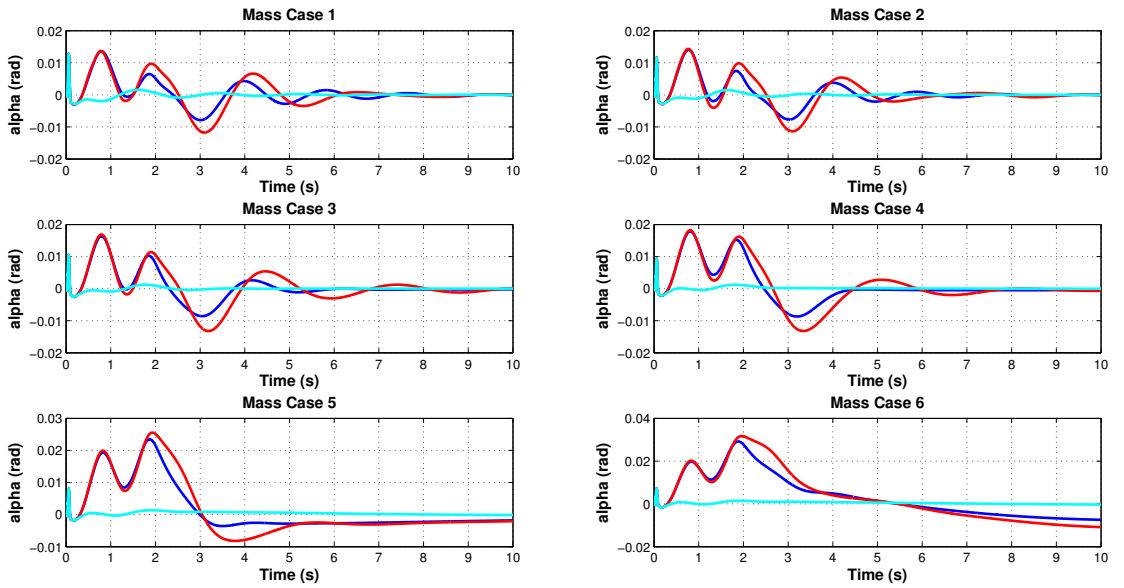 Mass Case 1
alpha (rad)
0.02
0.01
0
−0.01
−0.02
0 1 2 3 4 5 6 7 8 9 10
Time (s)
Mass Case 2
alpha (rad)
0.02
0.01
0
−0.01
−0.02
0 1 2 3 4 5 6 7 8 9 10
Time (s)
Mass Case 3
alpha (rad)
0.02
0.01
0
−0.01
−0.02
0 1 2 3 4 5 6 7 8 9 10
Time (s)
Mass Case 4
alpha (rad)
0.02
0.01
0
−0.01
−0.02
0 1 2 3 4 5 6 7 8 9 10
Time (s)
Mass Case 5
alpha (rad)
0.03
0.02
0.01
0
−0.01
0 1 2 3 4 5 6 7 8 9 10
Time (s)
Mass Case 6
alpha (rad)
0.04
0.02
0
−0.02
0 1 2 3 4 5 6 7 8 9 10
Time (s)